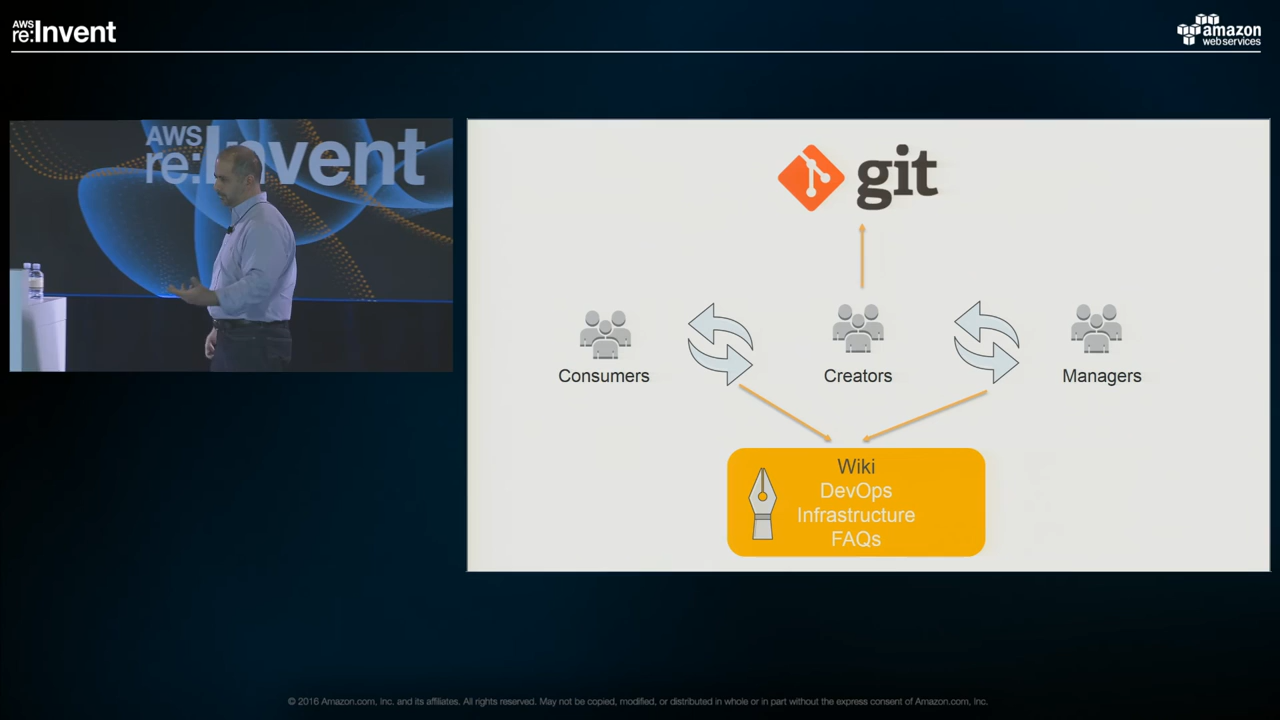 AWS
re:Invent
amazon
web services
AWS
re:Invent
git
Consumers
Creators
Managers
Wiki
DevOps
Infrastructure
FAQs
© 2016 Amazon.com, Inc. and its affiliates. All rights reserved. May not be copied, modified, or distributed in whole or in part without the express consent of Amazon.com, Inc.